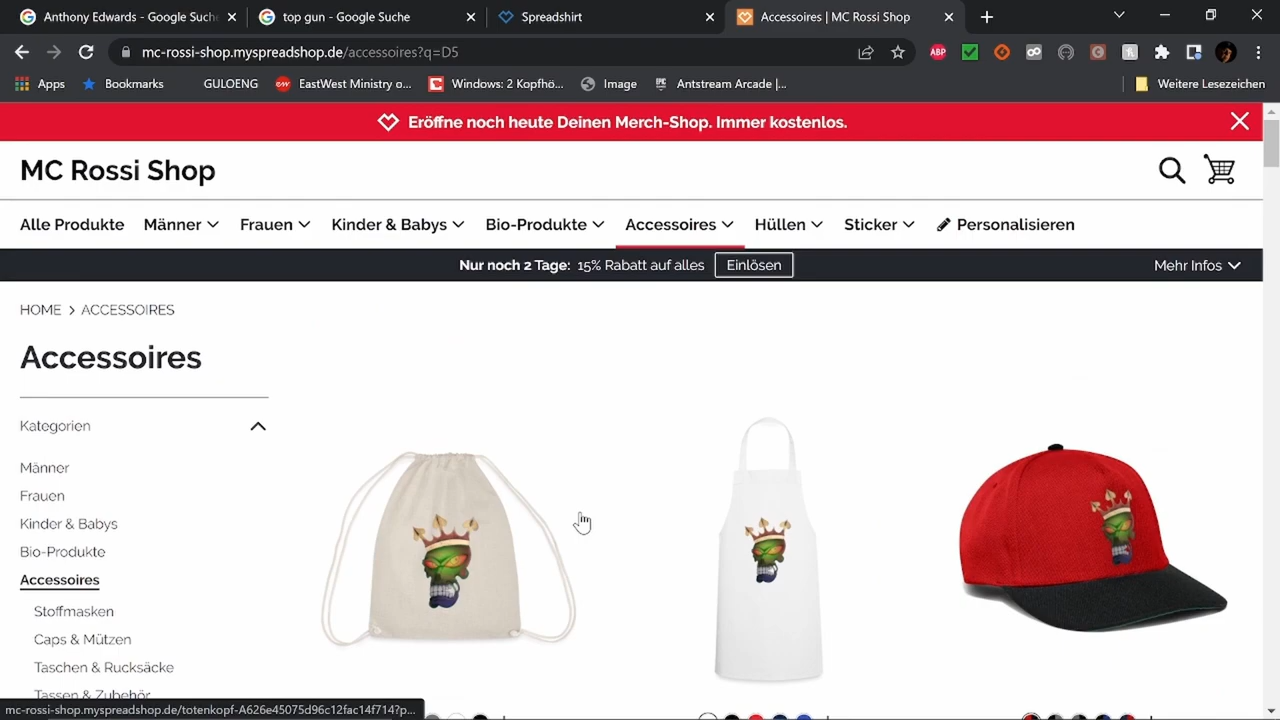 Anthony Edwards - Google Suche
top gun - Google Suche
Spreadshirt
Accessoires | MC Rossi Shop
mc-rossi-shop.myspreadshop.de/accessoires?q=D5
Apps
Bookmarks
GULOENG
EastWest Ministry o...
Windows: 2 Kopfhö...
Image
Antstream Arcade |...
Weitere Lesezeichen
Eröffne noch heute Deinen Merch-Shop. Immer kostenlos.
MC Rossi Shop
Alle Produkte Männer Frauen Kinder & Babys Bio-Produkte Accessoires Hüllen Sticker Personalisieren
Nur noch 2 Tage: 15% Rabatt auf alles Einlösen Mehr Infos
HOME > ACCESSOIRES
Accessoires
Kategorien
Männer
Frauen
Kinder & Babys
Bio-Produkte
Accessoires
Stoffmasken
Caps & Mützen
Taschen & Rucksäcke
Tassen & Zubehör
mc-rossi-shop.myspreadshop.de/totenkopf-A626e45075d96c12fac14f714?p...